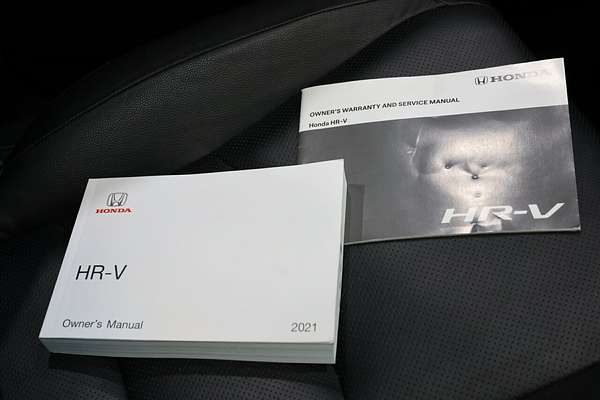 HONDA
OWNER'S WARRANTY AND SERVICE MANUAL
Honda HR-V
HR-V
HONDA
HR-V
Owner's Manual 2021